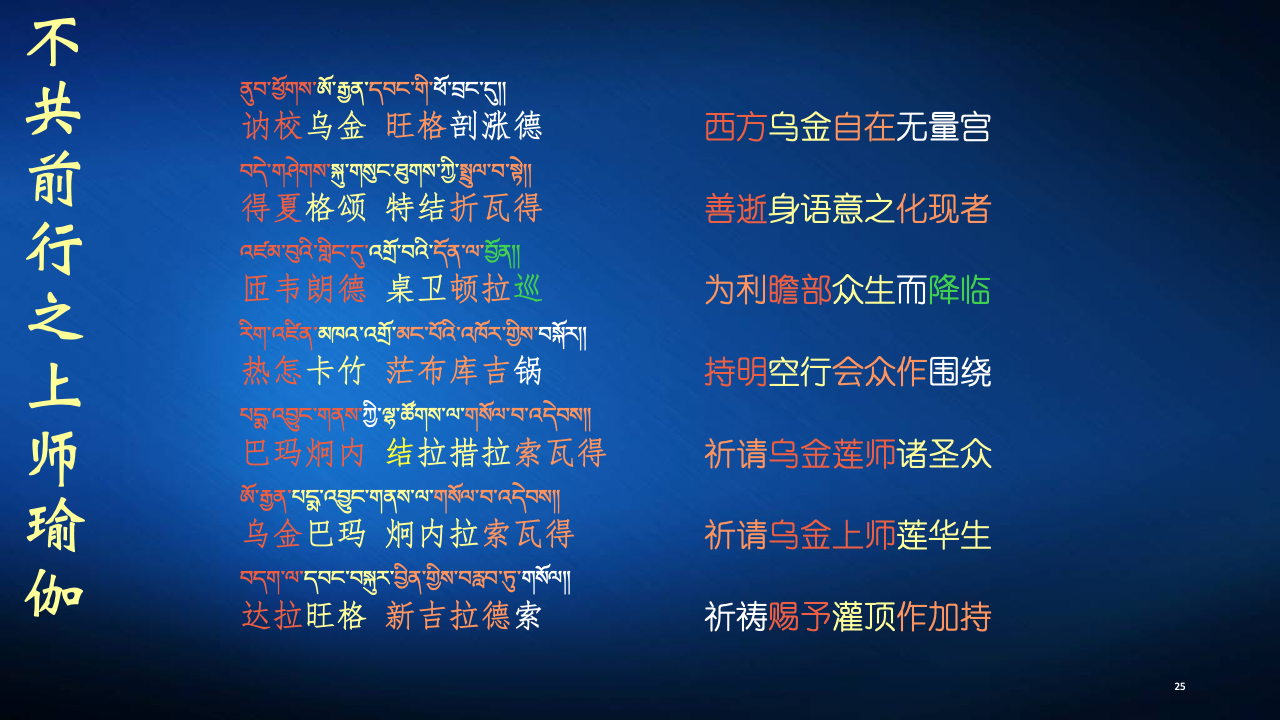 不共前行之上师瑜伽
ནུབ་ཕྱོགས་ཨོ་རྒྱན་དབང་གི་ཕོ་བྲང་དུ།།
讷校乌金 旺格剖涨德
西方乌金自在无量宫
བདེ་གཤེགས་སྐུ་གསུང་ཐུགས་ཀྱི་སྤྲུལ་བ་སྟེ།།
得夏格颂 特结折瓦得
善逝身语意之化现者
འཛམ་བུའི་གླིང་དུ་འགྲོ་བའི་དོན་ལ་བྱོན།།
匝韦朗德 桌卫顿拉巡
为利瞻部众生而降临
རིག་འཛིན་མཁའ་འགྲོ་མང་པོའི་འཁོར་གྱིས་བསྐོར།།
热怎卡竹 茫布库吉锅
持明空行会众作围绕
པདྨ་འབྱུང་གནས་ཀྱི་ལྷ་ཚོགས་ལ་གསོལ་བ་འདེབས།།
巴玛炯内 结拉措拉索瓦得
祈请乌金莲师诸圣众
ཨོ་རྒྱན་པདྨ་འབྱུང་གནས་ལ་གསོལ་བ་འདེབས།།
乌金巴玛 炯内拉索瓦得
祈请乌金上师莲华生
བདག་ལ་དབང་བསྐུར་བྱིན་གྱིས་བརླབ་ཏུ་གསོལ།།
达拉旺格 新吉拉德索
祈祷赐予灌顶作加持
25